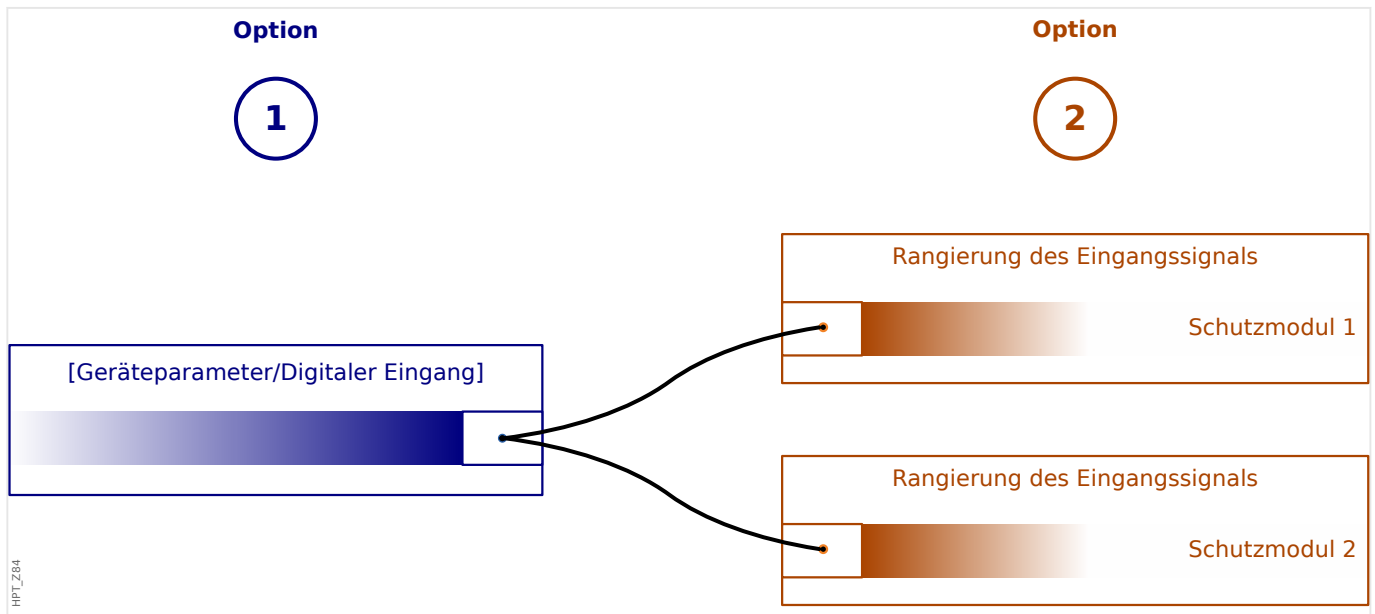 Option
1
Option
2
[Geräteparameter/Digitaler Eingang]
Rangierung des Eingangssignals
Schutzmodul 1
Rangierung des Eingangssignals
Schutzmodul 2
HPT_Z84